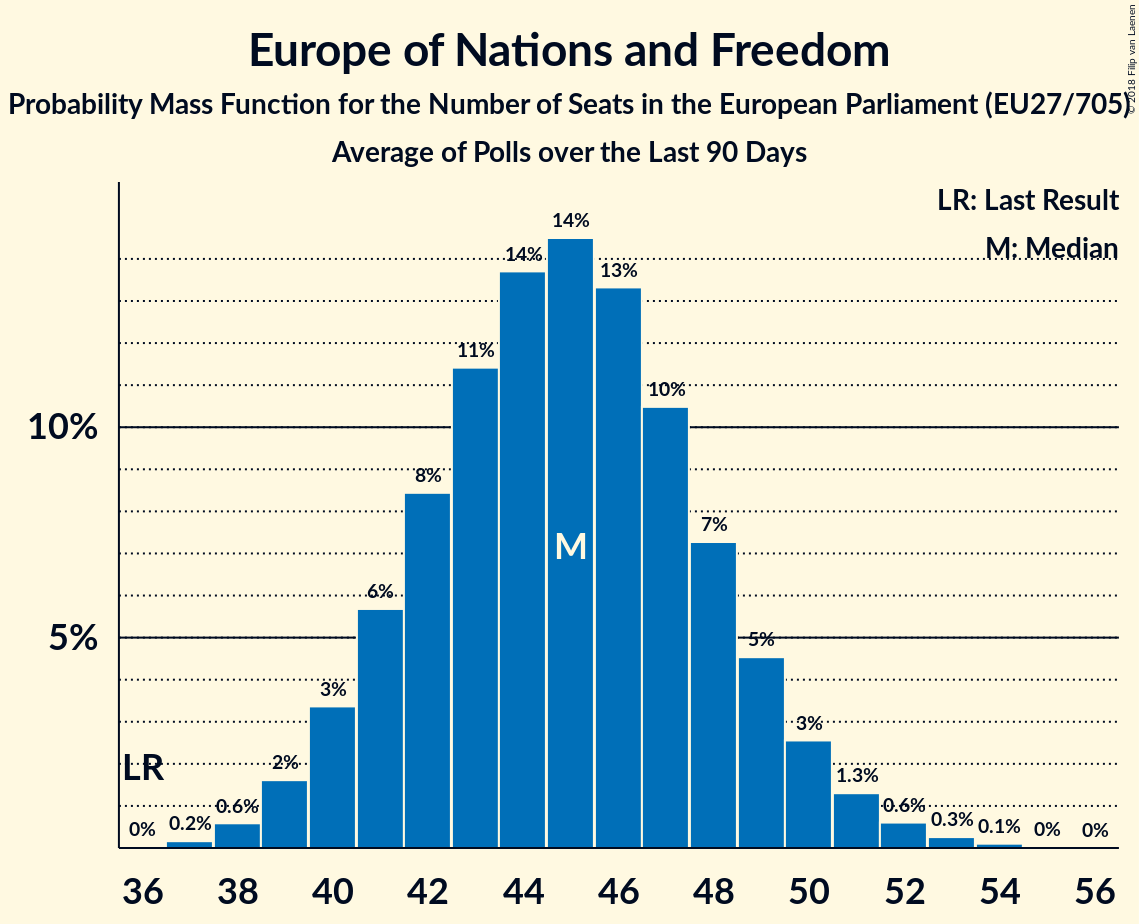 Europe of Nations and Freedom
Probability Mass Function for the Number of Seats in the European Parliament (EU27/705)
Average of Polls over the Last 90 Days
© 2018 Filip van Laenen
LR: Last Result
M: Median
14%
14%
13%
11%
10%
10%
8%
7%
M
6%
5%
5%
3%
3%
LR
2%
1.3%
0.6%
0.6%
0%
0.2%
0.3%
0.1%
0%
0%
36 38 40 42 44 46 48 50 52 54 56